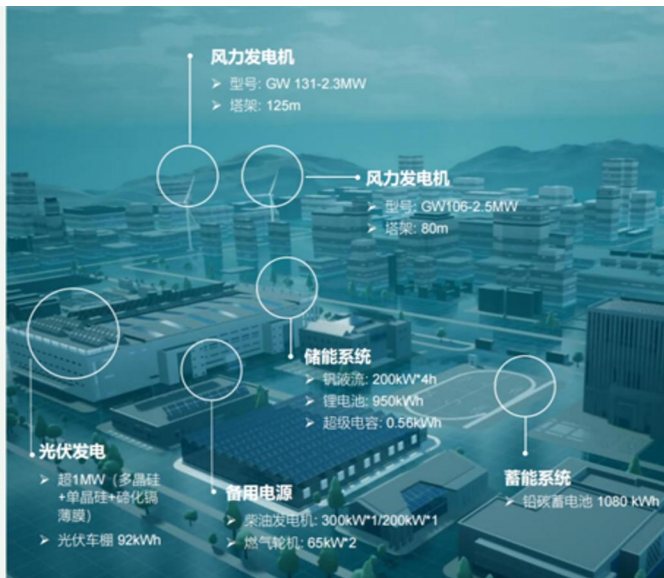 风力发电机
➢ 型号: GW 131-2.3MW
➢ 塔架: 125m
风力发电机
➢ 型号: GW106-2.5MW
➢ 塔架: 80m
储能系统
➢ 钒液流: 200kW*4h
➢ 锂电池: 950kWh
➢ 超级电容: 0.56kWh
光伏发电
➢ 超1MW（多晶硅
+单晶硅+碲化镉
薄膜）
➢ 光伏车棚 92kWh
备用电源
➢ 柴油发电机: 300kW*1/200kW*1
➢ 燃气轮机: 65kW*2
蓄能系统
➢ 铅碳蓄电池 1080 kWh